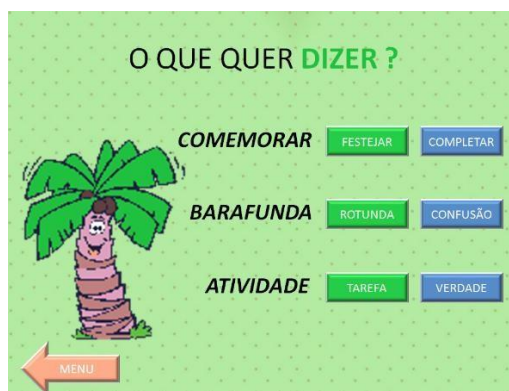 O QUE QUER DIZER ?
COMEMORAR FESTEJAR COMPLETAR
BARAFUNDA ROTUNDA CONFUSÃO
ATIVIDADE TAREFA VERDADE
MENU